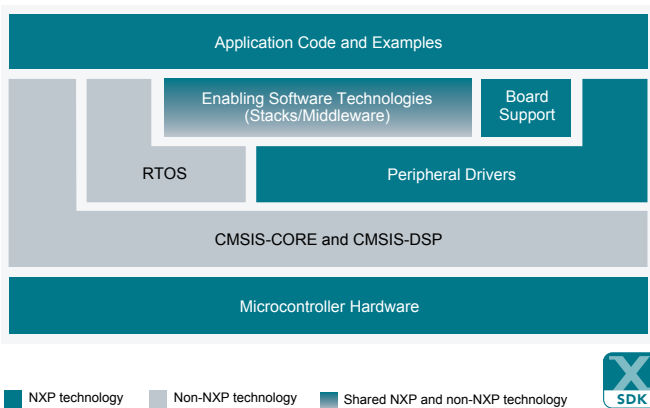 Application Code and Examples
Enabling Software Technologies
(Stacks/Middleware)
Board
Support
RTOS
Peripheral Drivers
CMSIS-CORE and CMSIS-DSP
Microcontroller Hardware
NXP technology
Non-NXP technology
Shared NXP and non-NXP technology
X
SDK